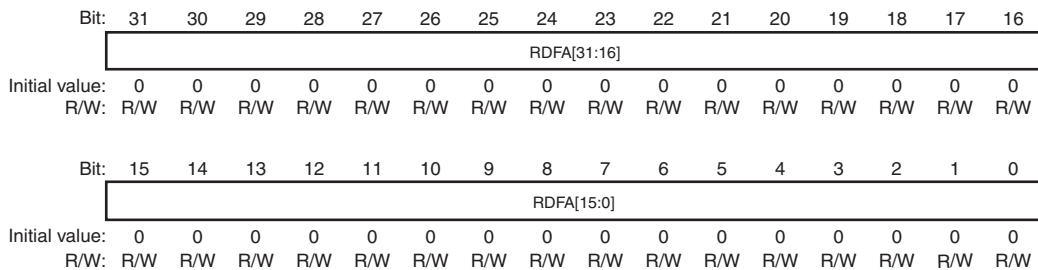 Bit: 31 30 29 28 27 26 25 24 23 22 21 20 19 18 17 16
RDFA[31:16]
Initial value: 0 0 0 0 0 0 0 0 0 0 0 0 0 0 0 0
R/W: R/W R/W R/W R/W R/W R/W R/W R/W R/W R/W R/W R/W R/W R/W R/W R/W
Bit: 15 14 13 12 11 10 9 8 7 6 5 4 3 2 1 0
RDFA[15:0]
Initial value: 0 0 0 0 0 0 0 0 0 0 0 0 0 0 0 0
R/W: R/W R/W R/W R/W R/W R/W R/W R/W R/W R/W R/W R/W R/W R/W R/W R/W